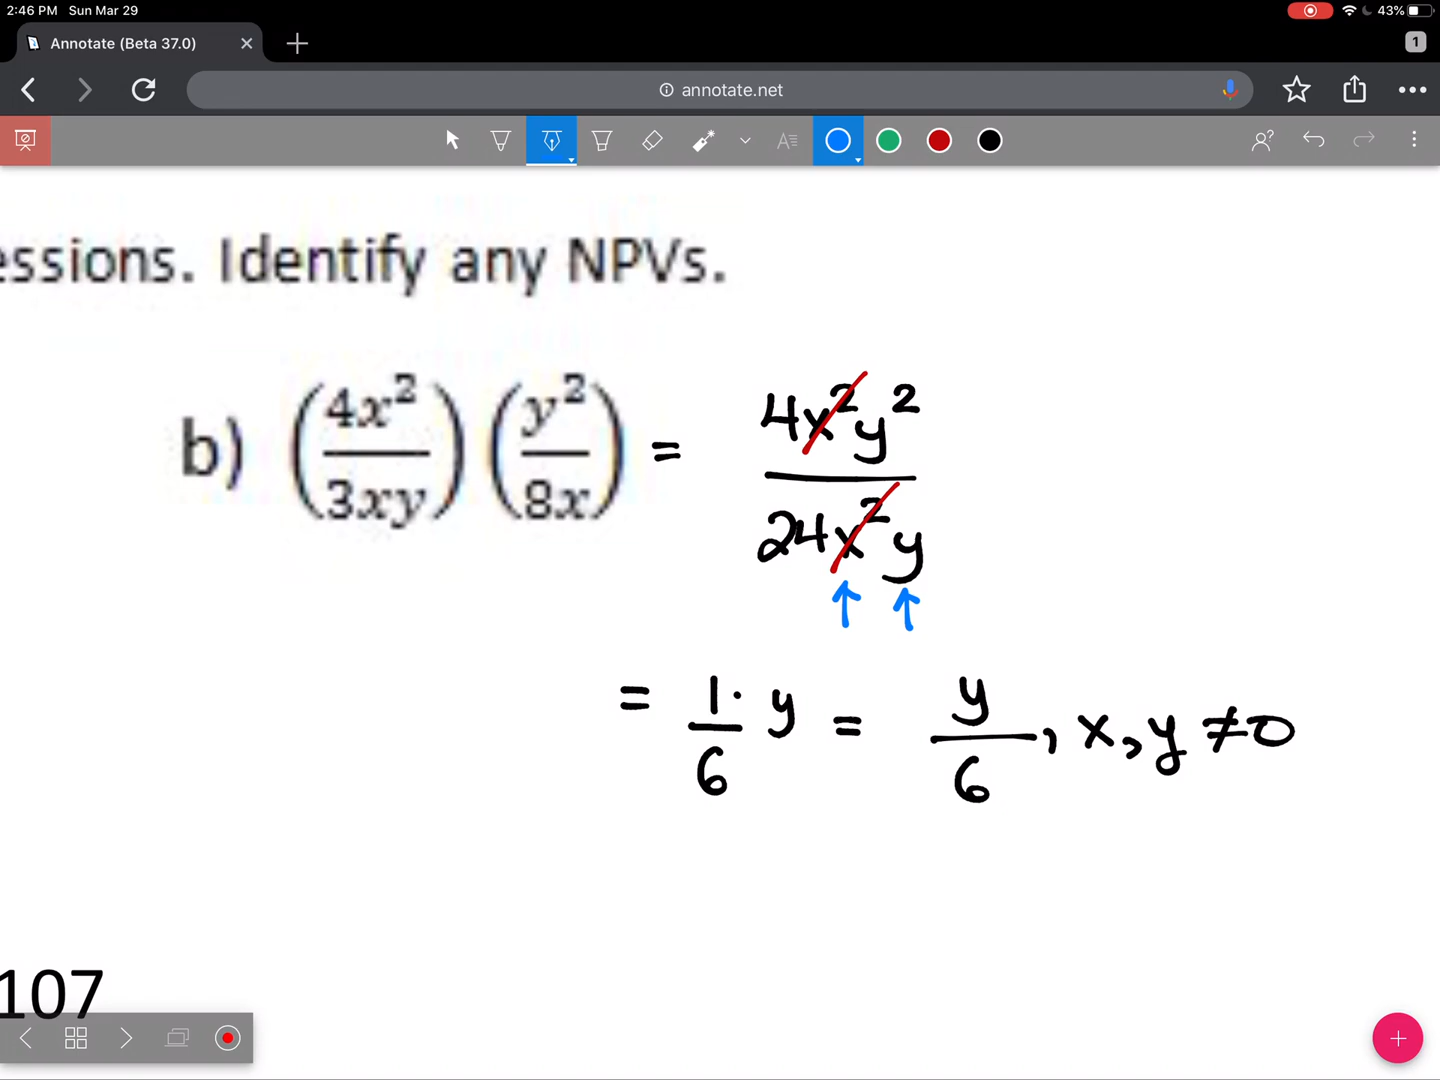 2:46 PM Sun Mar 29
43%
Annotate (Beta 37.0)
1
annotate.net
essions. Identify any NPVs.
b) (4x²/3xy)(y²/8x) = 4x²y²/24x²y
= 1/6 · y = y/6, x, y ≠ 0
107